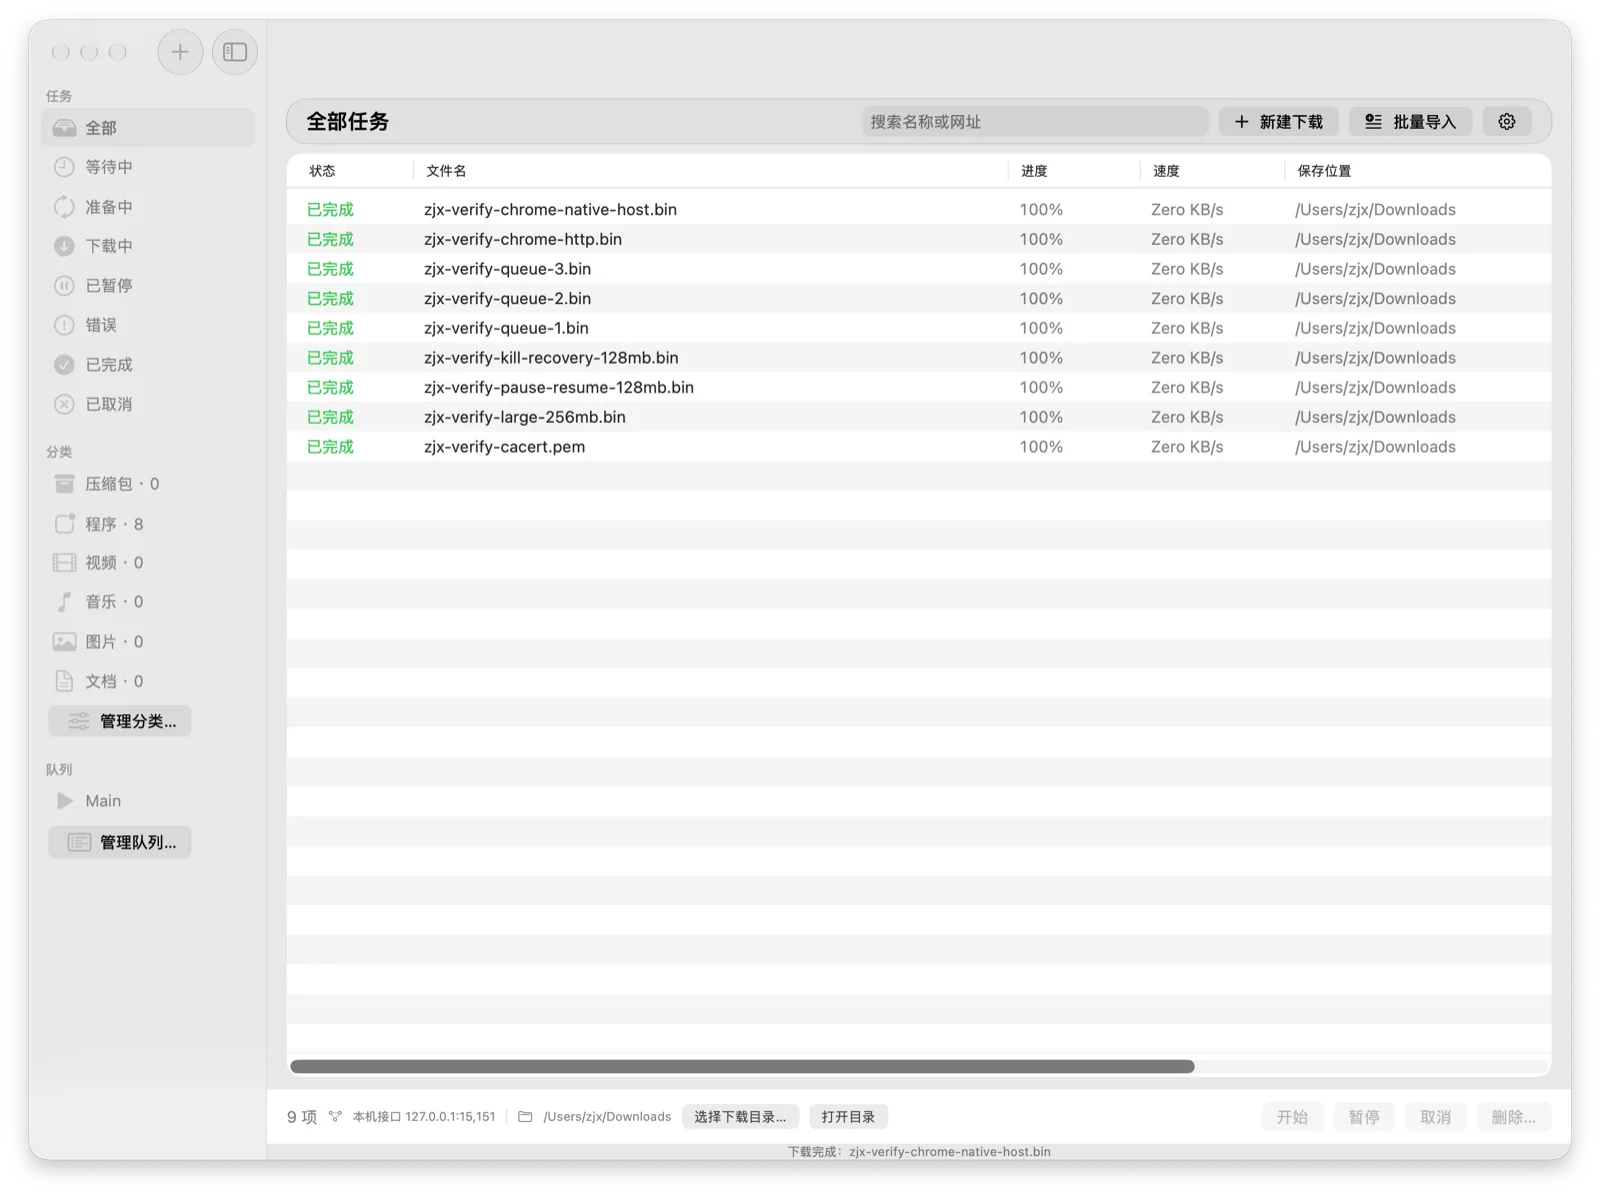 任务
全部
等待中
准备中
下载中
已暂停
错误
已完成
已取消
分类
压缩包 · 0
程序 · 8
视频 · 0
音乐 · 0
图片 · 0
文档 · 0
管理分类...
队列
Main
管理队列...
全部任务 搜索名称或网址 新建下载 批量导入
状态 文件名 进度 速度 保存位置
已完成 zjx-verify-chrome-native-host.bin 100% Zero KB/s /Users/zjx/Downloads
已完成 zjx-verify-chrome-http.bin 100% Zero KB/s /Users/zjx/Downloads
已完成 zjx-verify-queue-3.bin 100% Zero KB/s /Users/zjx/Downloads
已完成 zjx-verify-queue-2.bin 100% Zero KB/s /Users/zjx/Downloads
已完成 zjx-verify-queue-1.bin 100% Zero KB/s /Users/zjx/Downloads
已完成 zjx-verify-kill-recovery-128mb.bin 100% Zero KB/s /Users/zjx/Downloads
已完成 zjx-verify-pause-resume-128mb.bin 100% Zero KB/s /Users/zjx/Downloads
已完成 zjx-verify-large-256mb.bin 100% Zero KB/s /Users/zjx/Downloads
已完成 zjx-verify-cacert.pem 100% Zero KB/s /Users/zjx/Downloads
9 项 本机接口 127.0.0.1:15,151 /Users/zjx/Downloads 选择下载目录... 打开目录 开始 暂停 取消 删除...
下载完成：zjx-verify-chrome-native-host.bin